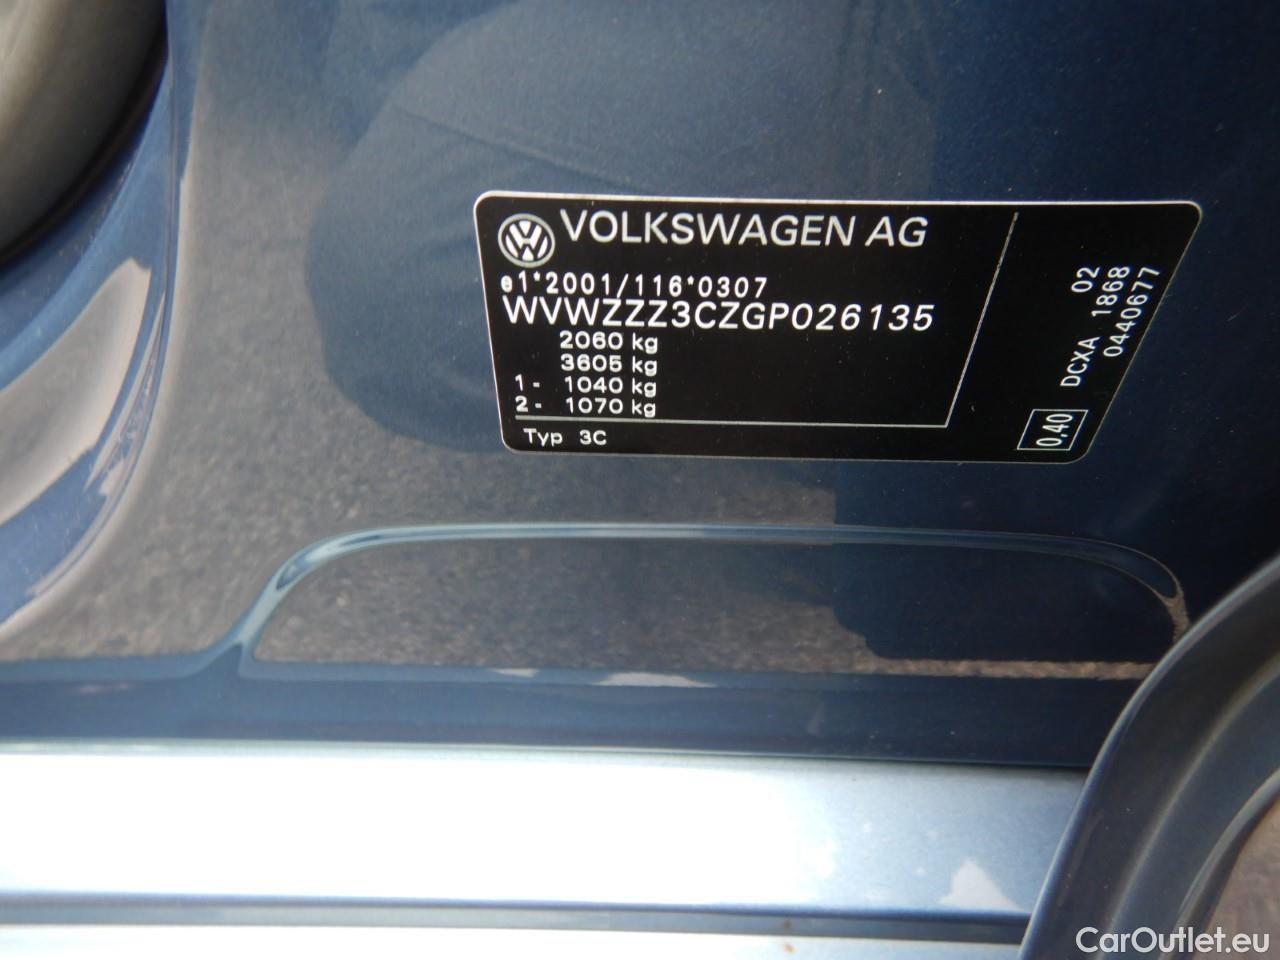 VOLKSWAGEN AG
e1*2001/116*0307
WVWZZZ3CZGP026135
2060 kg
3605 kg
1 - 1040 kg
2 - 1070 kg
Typ 3C
02
DCXA 1868
0440677
0,40
CarOutlet.eu